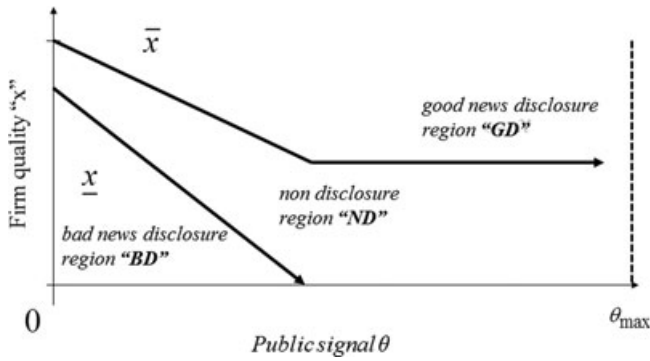 Firm quality “x”
x̅
good news disclosure
region “GD”
x̲
non disclosure
region “ND”
bad news disclosure
region “BD”
0
θmax
Public signal θ